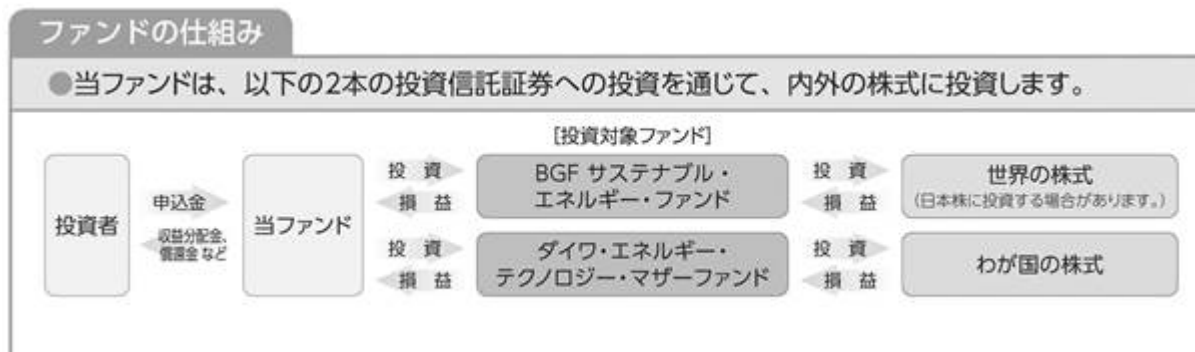 ファンドの仕組み
●当ファンドは、以下の2本の投資信託証券への投資を通じて、内外の株式に投資します。
[投資対象ファンド]
投資者
申込金
収益分配金、
償還金 など
当ファンド
投 資
損 益
BGF サステナブル・
エネルギー・ファンド
投 資
損 益
世界の株式
(日本株に投資する場合があります。)
投 資
損 益
ダイワ・エネルギー・
テクノロジー・マザーファンド
投 資
損 益
わが国の株式